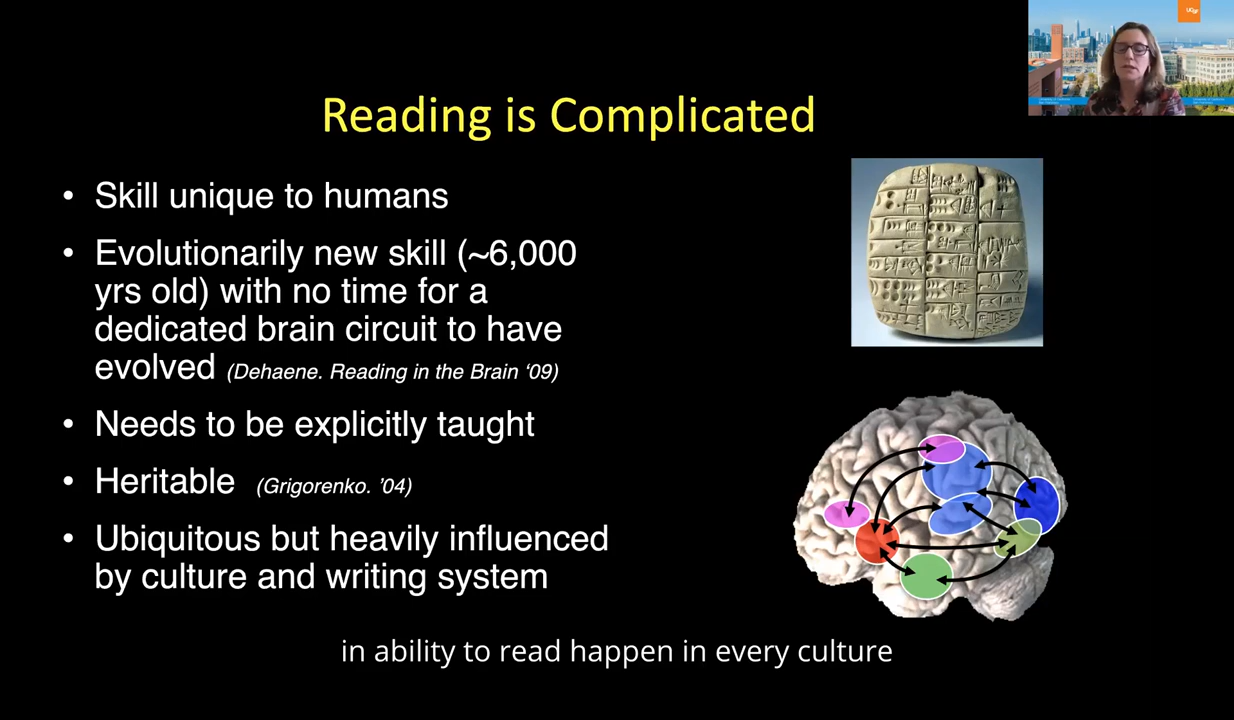 UCSF
Reading is Complicated
• Skill unique to humans
• Evolutionarily new skill (~6,000
yrs old) with no time for a
dedicated brain circuit to have
evolved (Dehaene. Reading in the Brain ‘09)
• Needs to be explicitly taught
• Heritable (Grigorenko. ’04)
• Ubiquitous but heavily influenced
by culture and writing system
in ability to read happen in every culture